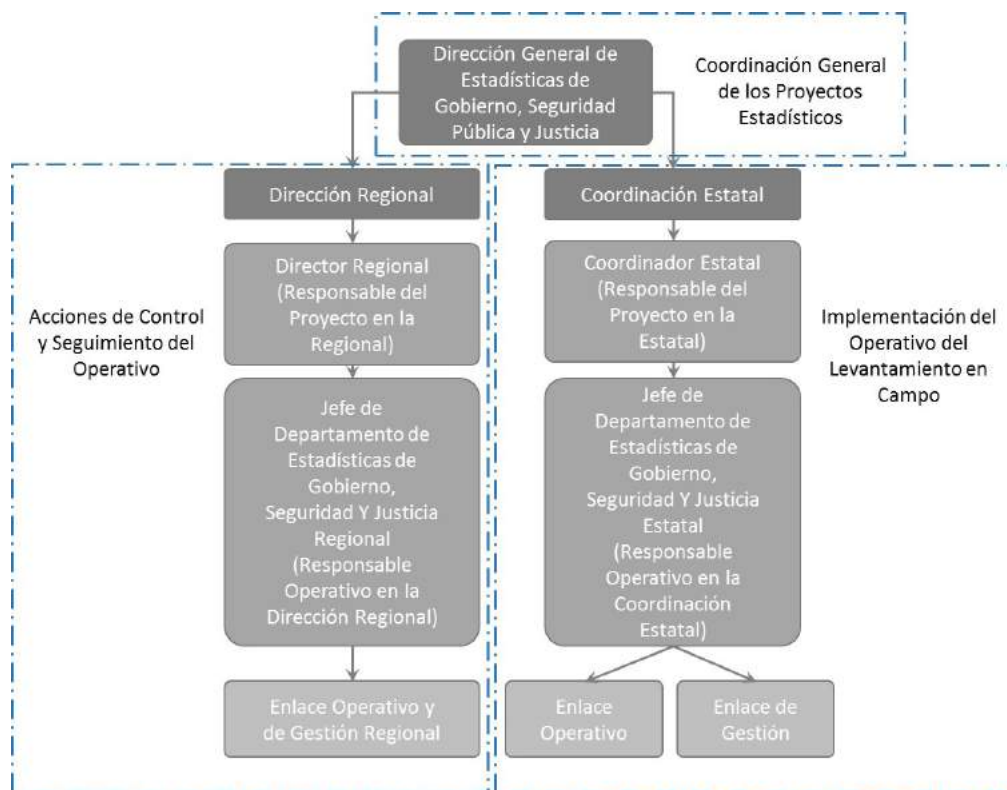 Dirección General de
Estadísticas de
Gobierno, Seguridad
Pública y Justicia
Coordinación General
de los Proyectos
Estadísticos
Dirección Regional
Coordinación Estatal
Director Regional
(Responsable del
Proyecto en la
Regional)
Coordinador Estatal
(Responsable del
Proyecto en la
Estatal)
Acciones de Control
y Seguimiento del
Operativo
Implementación del
Operativo del
Levantamiento en
Campo
Jefe de
Departamento de
Estadísticas de
Gobierno,
Seguridad Y Justicia
Regional
(Responsable
Operativo en la
Dirección Regional)
Jefe de
Departamento de
Estadísticas de
Gobierno,
Seguridad Y Justicia
Estatal
(Responsable
Operativo en la
Coordinación
Estatal)
Enlace Operativo y
de Gestión Regional
Enlace
Operativo
Enlace de
Gestión